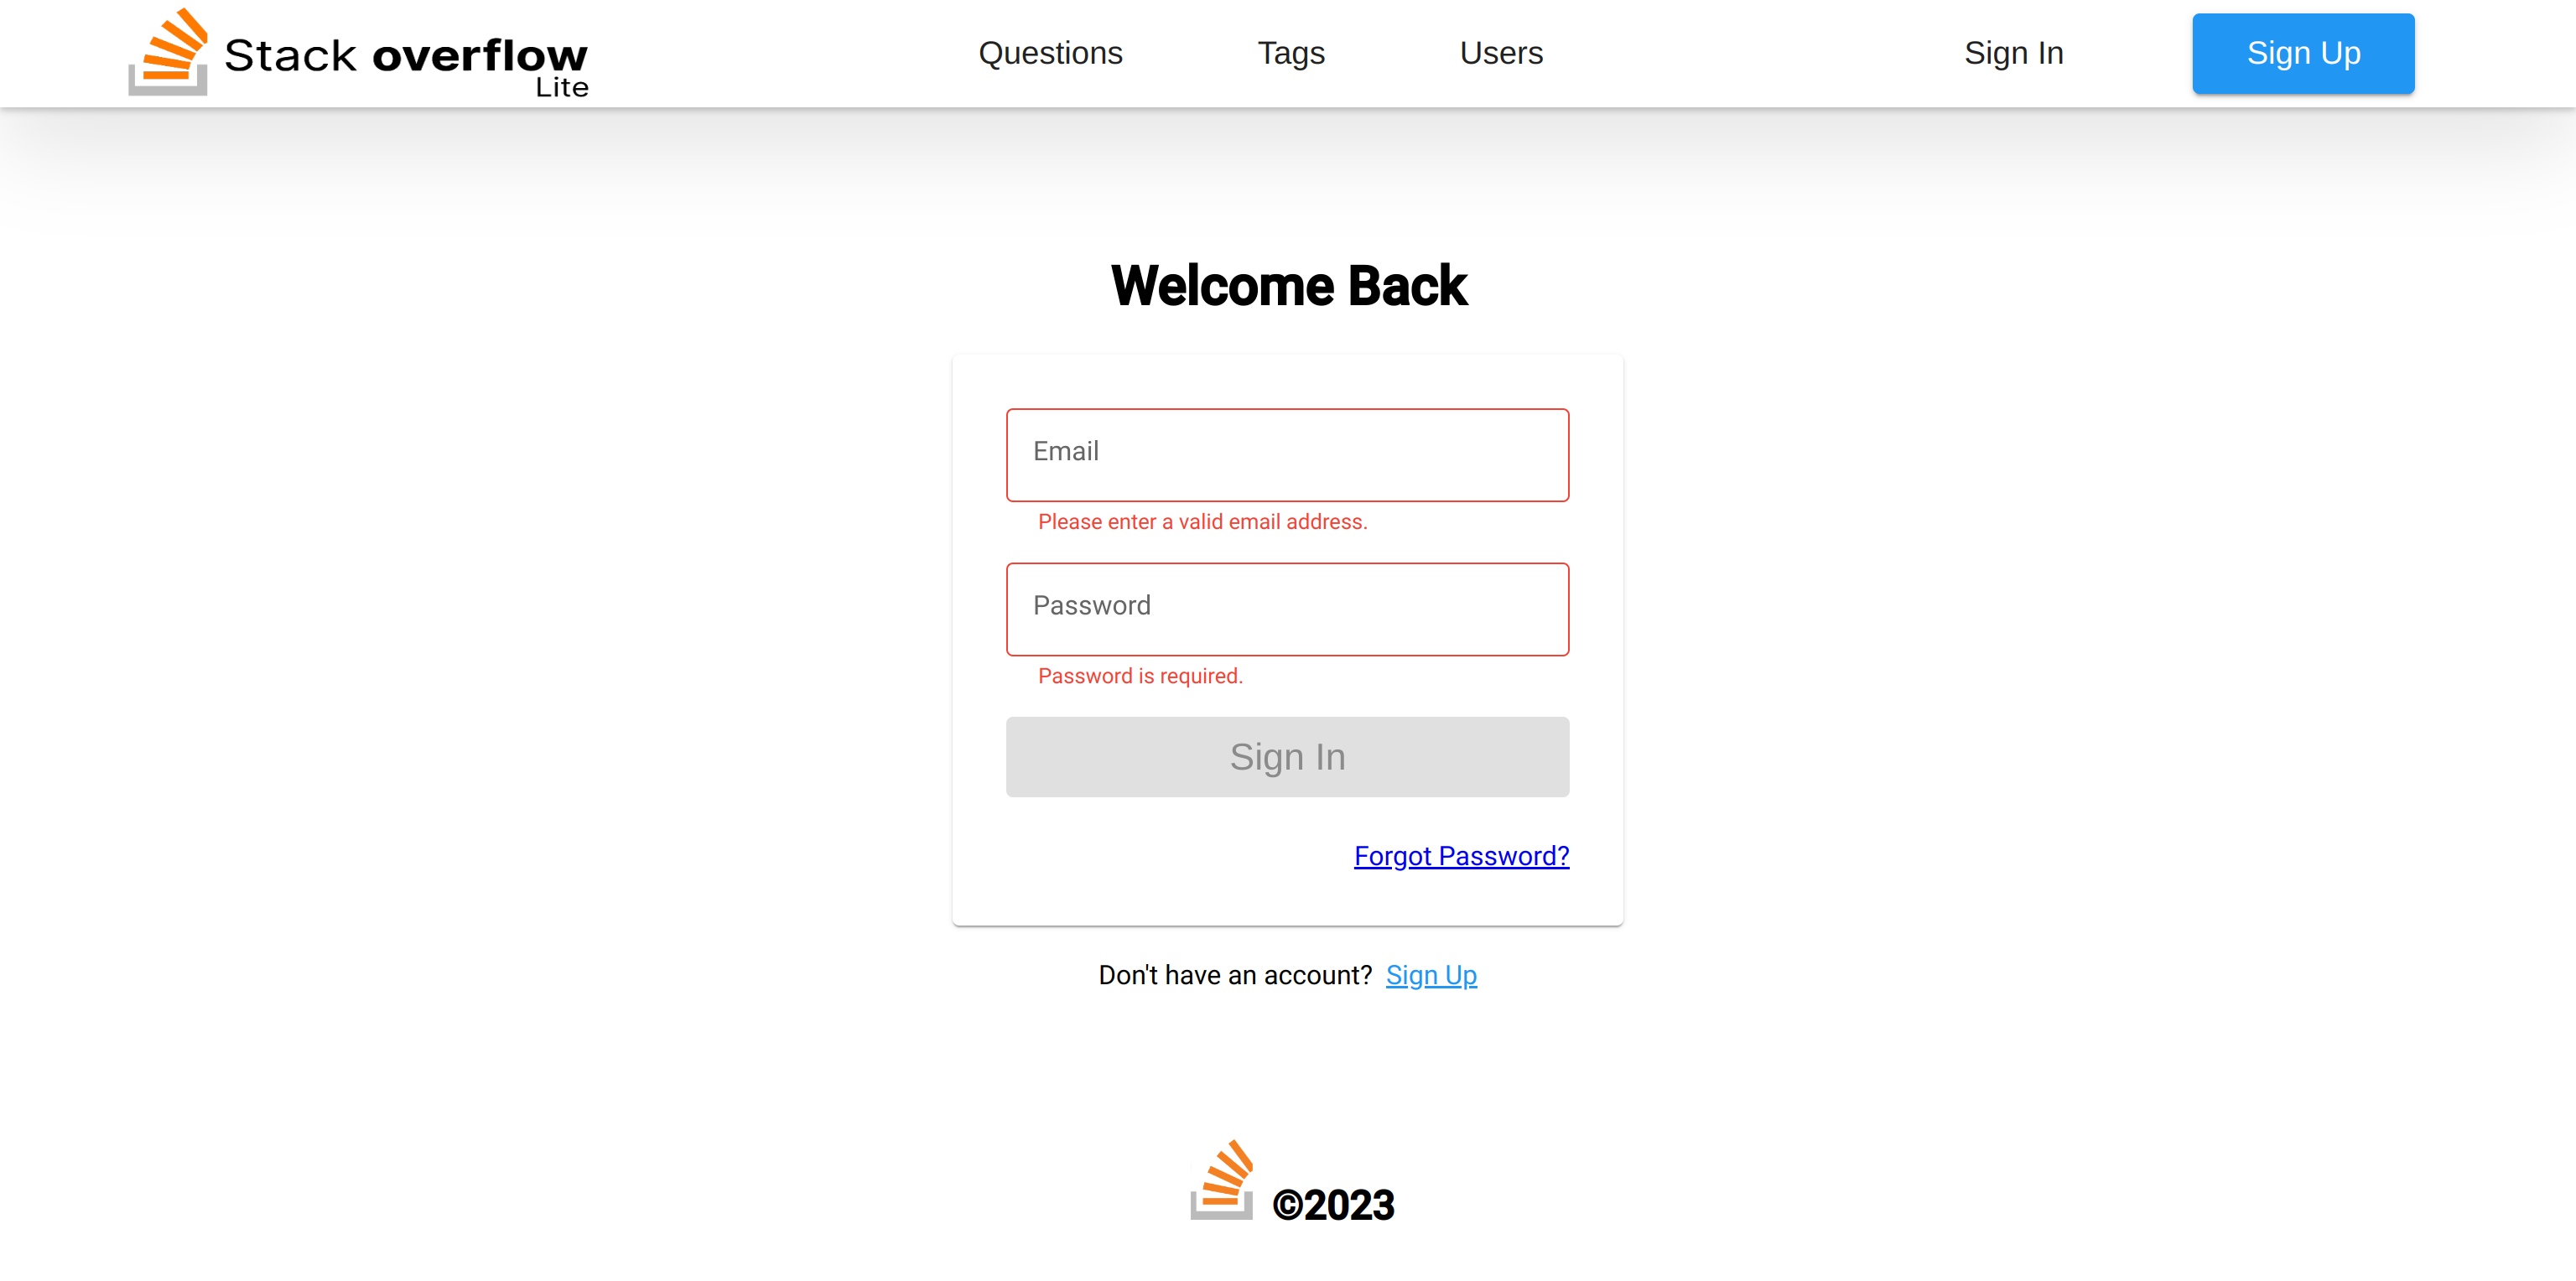 Stack overflow
Lite
Questions Tags Users Sign In Sign Up
Welcome Back
Email
Please enter a valid email address.
Password
Password is required.
Sign In
Forgot Password?
Don't have an account? Sign Up
©2023